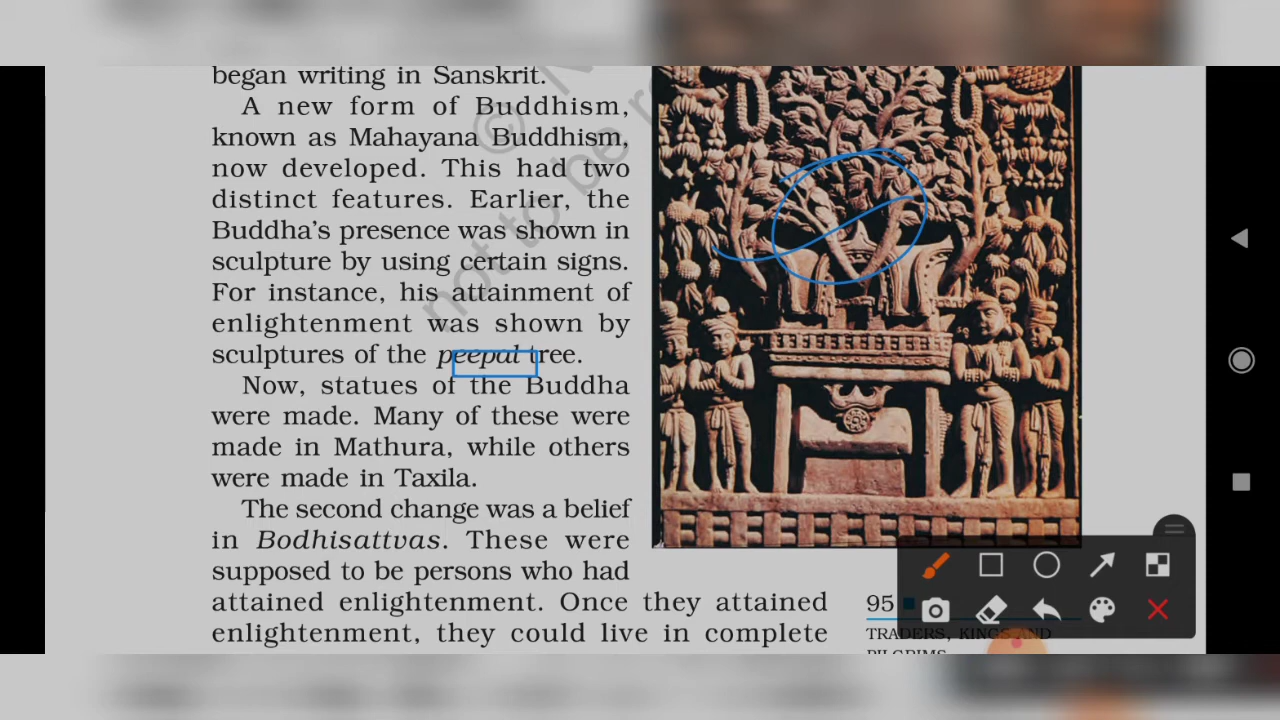 began writing in Sanskrit.
A new form of Buddhism,
known as Mahayana Buddhism,
now developed. This had two
distinct features. Earlier, the
Buddha's presence was shown in
sculpture by using certain signs.
For instance, his attainment of
enlightenment was shown by
sculptures of the peepal tree.
Now, statues of the Buddha
were made. Many of these were
made in Mathura, while others
were made in Taxila.
The second change was a belief
in Bodhisattvas. These were
supposed to be persons who had
attained enlightenment. Once they attained
enlightenment, they could live in complete
95
TRADERS, KINGS AND
PILGRIMS
© N
not to be re